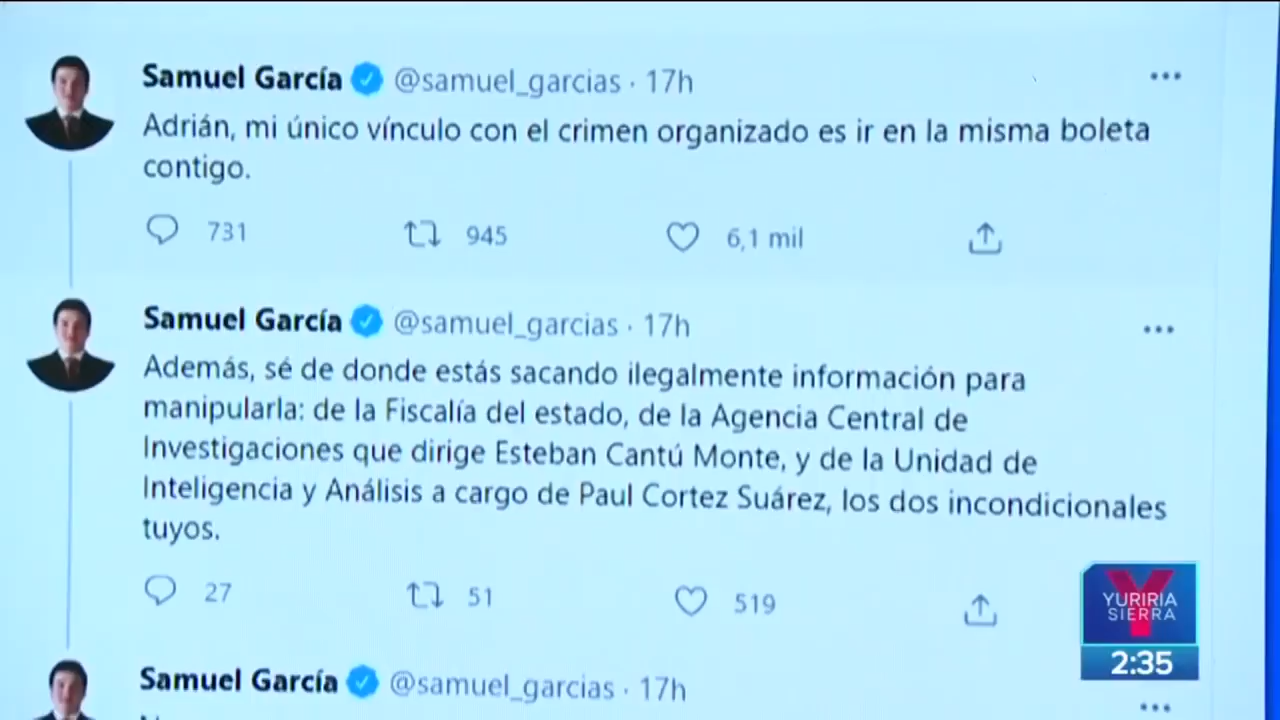 Samuel García @samuel_garcias · 17h
Adrián, mi único vínculo con el crimen organizado es ir en la misma boleta
contigo.
731 945 6,1 mil
Samuel García @samuel_garcias · 17h
Además, sé de donde estás sacando ilegalmente información para
manipularla: de la Fiscalía del estado, de la Agencia Central de
Investigaciones que dirige Esteban Cantú Monte, y de la Unidad de
Inteligencia y Análisis a cargo de Paul Cortez Suárez, los dos incondicionales
tuyos.
27 51 519
Samuel García @samuel_garcias · 17h
Y
YURIRIA
SIERRA
2:35